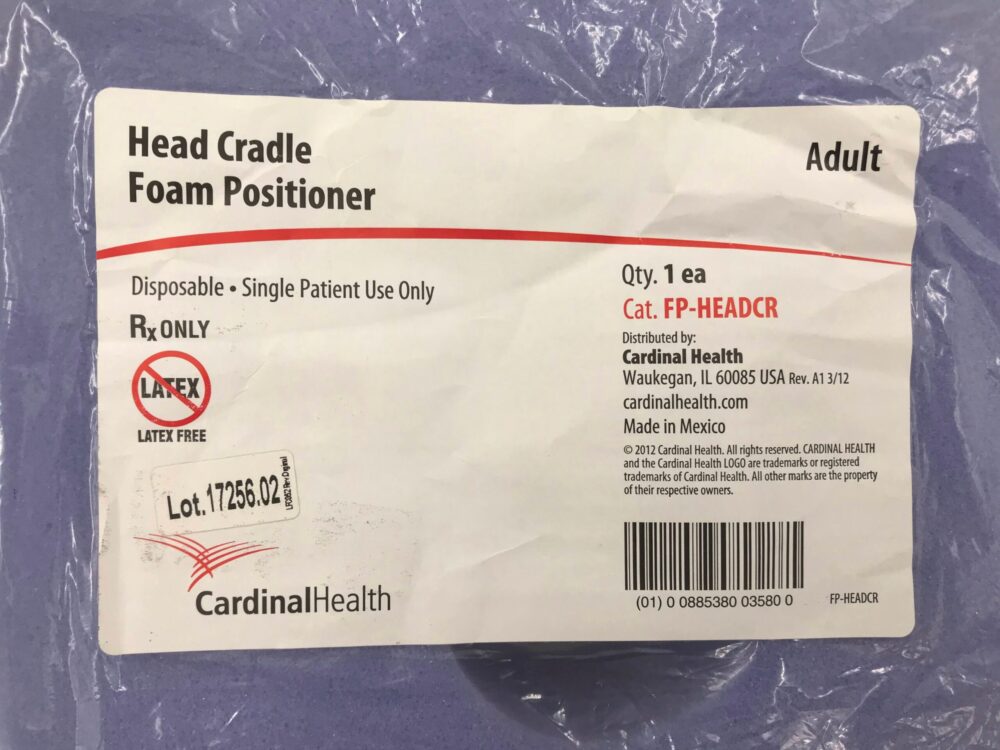 Head Cradle
Foam Positioner
Adult
Disposable • Single Patient Use Only
Rx ONLY
LATEX
LATEX FREE
Lot. 17256.02
CardinalHealth
Qty. 1 ea
Cat. FP-HEADCR
Distributed by:
Cardinal Health
Waukegan, IL 60085 USA Rev. A1 3/12
cardinalhealth.com
Made in Mexico
© 2012 Cardinal Health. All rights reserved. CARDINAL HEALTH
and the Cardinal Health LOGO are trademarks or registered
trademarks of Cardinal Health. All other marks are the property
of their respective owners.
(01) 0 0885380 03580 0
FP-HEADCR